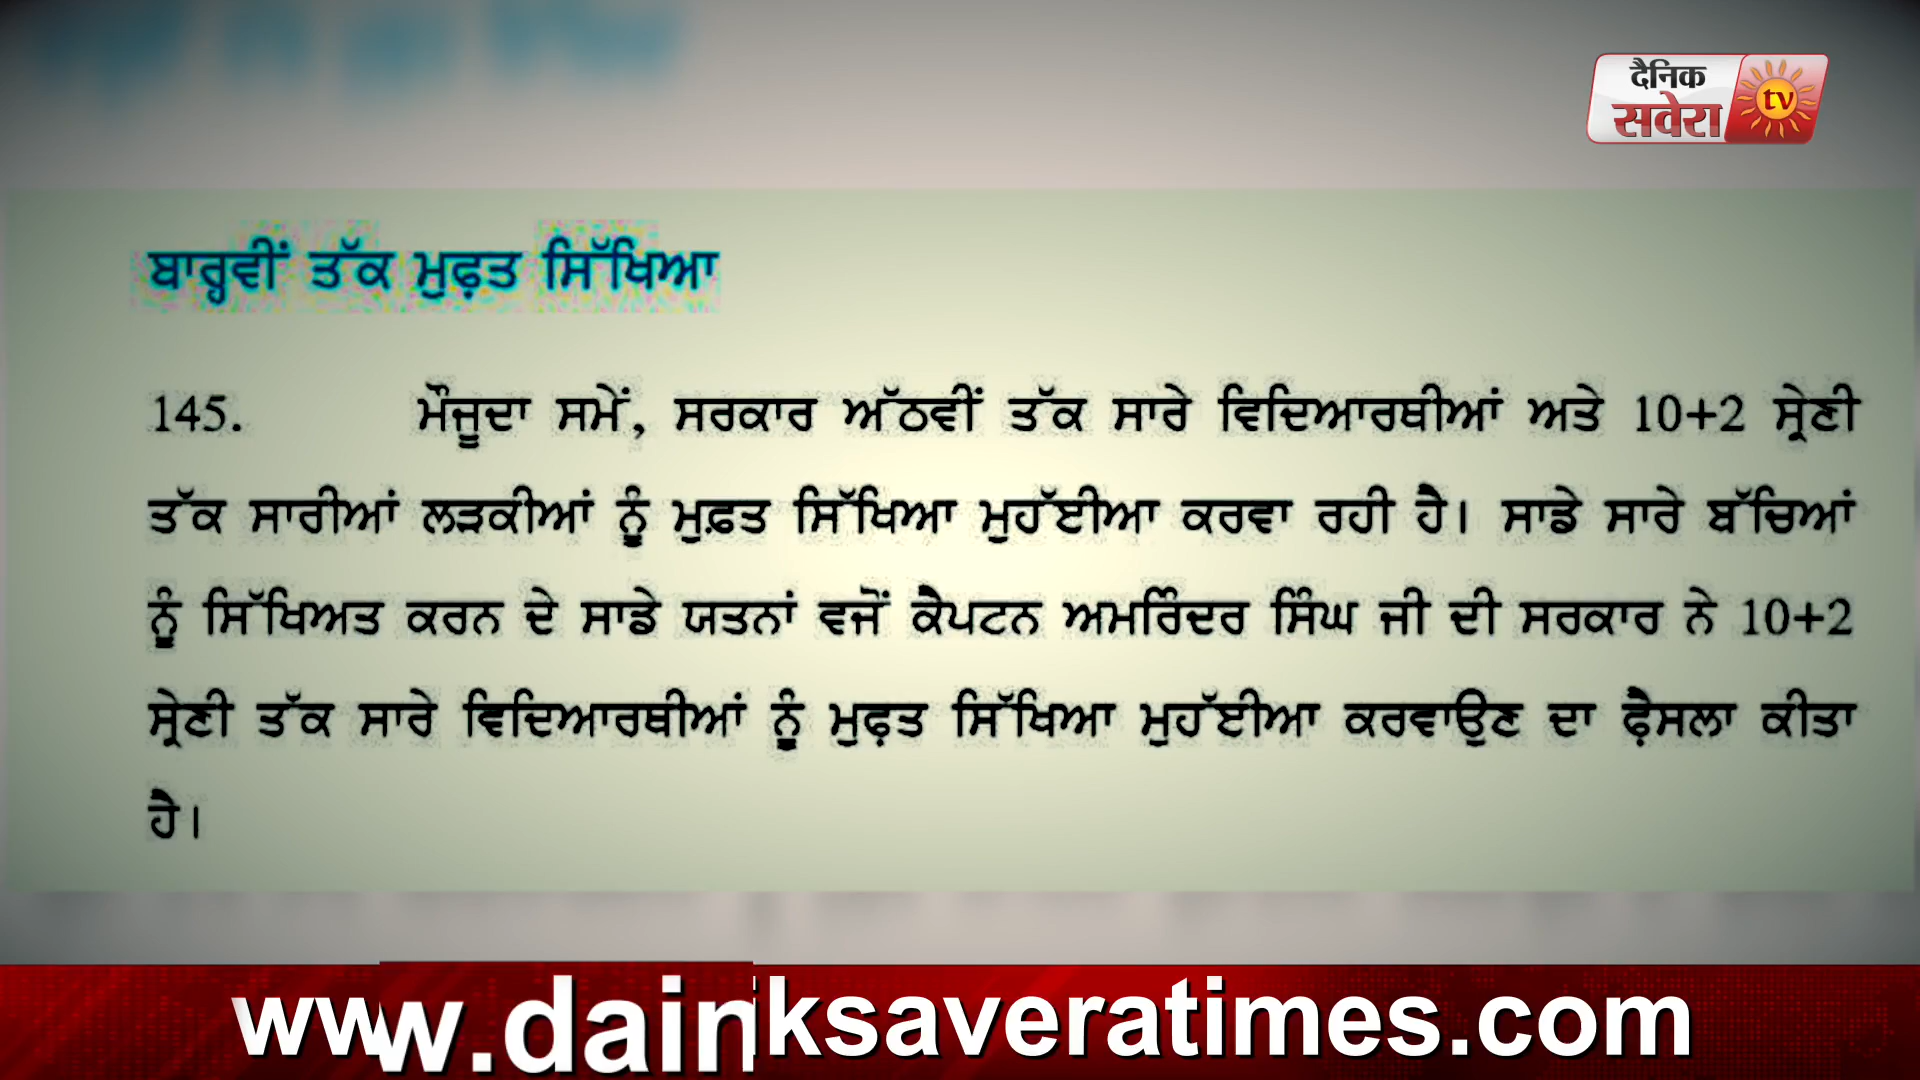 दैनिक
सवेरा tv
ਬਾਰ੍ਹਵੀਂ ਤੱਕ ਮੁਫ਼ਤ ਸਿੱਖਿਆ
145. ਮੌਜੂਦਾ ਸਮੇਂ, ਸਰਕਾਰ ਅੱਠਵੀਂ ਤੱਕ ਸਾਰੇ ਵਿਦਿਆਰਥੀਆਂ ਅਤੇ 10+2 ਸ੍ਰੇਣੀ
ਤੱਕ ਸਾਰੀਆਂ ਲੜਕੀਆਂ ਨੂੰ ਮੁਫ਼ਤ ਸਿੱਖਿਆ ਮੁਹੱਈਆ ਕਰਵਾ ਰਹੀ ਹੈ। ਸਾਡੇ ਸਾਰੇ ਬੱਚਿਆਂ
ਨੂੰ ਸਿੱਖਿਅਤ ਕਰਨ ਦੇ ਸਾਡੇ ਯਤਨਾਂ ਵਜੋਂ ਕੈਪਟਨ ਅਮਰਿੰਦਰ ਸਿੰਘ ਜੀ ਦੀ ਸਰਕਾਰ ਨੇ 10+2
ਸ੍ਰੇਣੀ ਤੱਕ ਸਾਰੇ ਵਿਦਿਆਰਥੀਆਂ ਨੂੰ ਮੁਫ਼ਤ ਸਿੱਖਿਆ ਮੁਹੱਈਆ ਕਰਵਾਉਣ ਦਾ ਫ਼ੈਸਲਾ ਕੀਤਾ
ਹੈ।
www.dainiksaveratimes.com